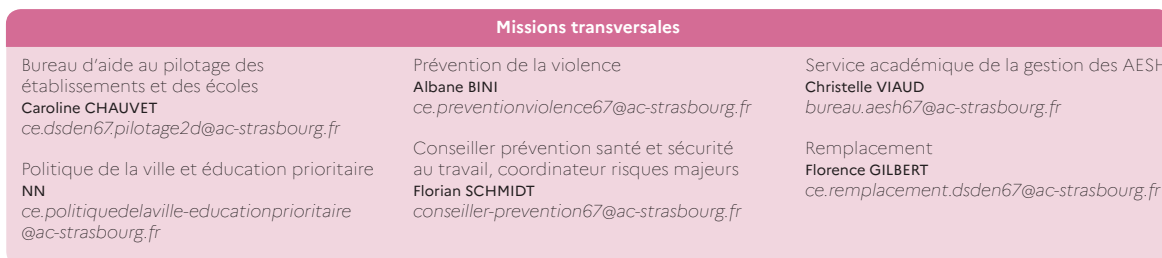 Missions transversales
Bureau d'aide au pilotage des
établissements et des écoles
Caroline CHAUVET
ce.dsden67.pilotage2d@ac-strasbourg.fr
Politique de la ville et éducation prioritaire
NN
ce.politiquedelaville-educationprioritaire
@ac-strasbourg.fr
Prévention de la violence
Albane BINI
ce.preventionviolence67@ac-strasbourg.fr
Conseiller prévention santé et sécurité
au travail, coordinateur risques majeurs
Florian SCHMIDT
conseiller-prevention67@ac-strasbourg.fr
Service académique de la gestion des AESH
Christelle VIAUD
bureau.aesh67@ac-strasbourg.fr
Remplacement
Florence GILBERT
ce.remplacement.dsden67@ac-strasbourg.fr